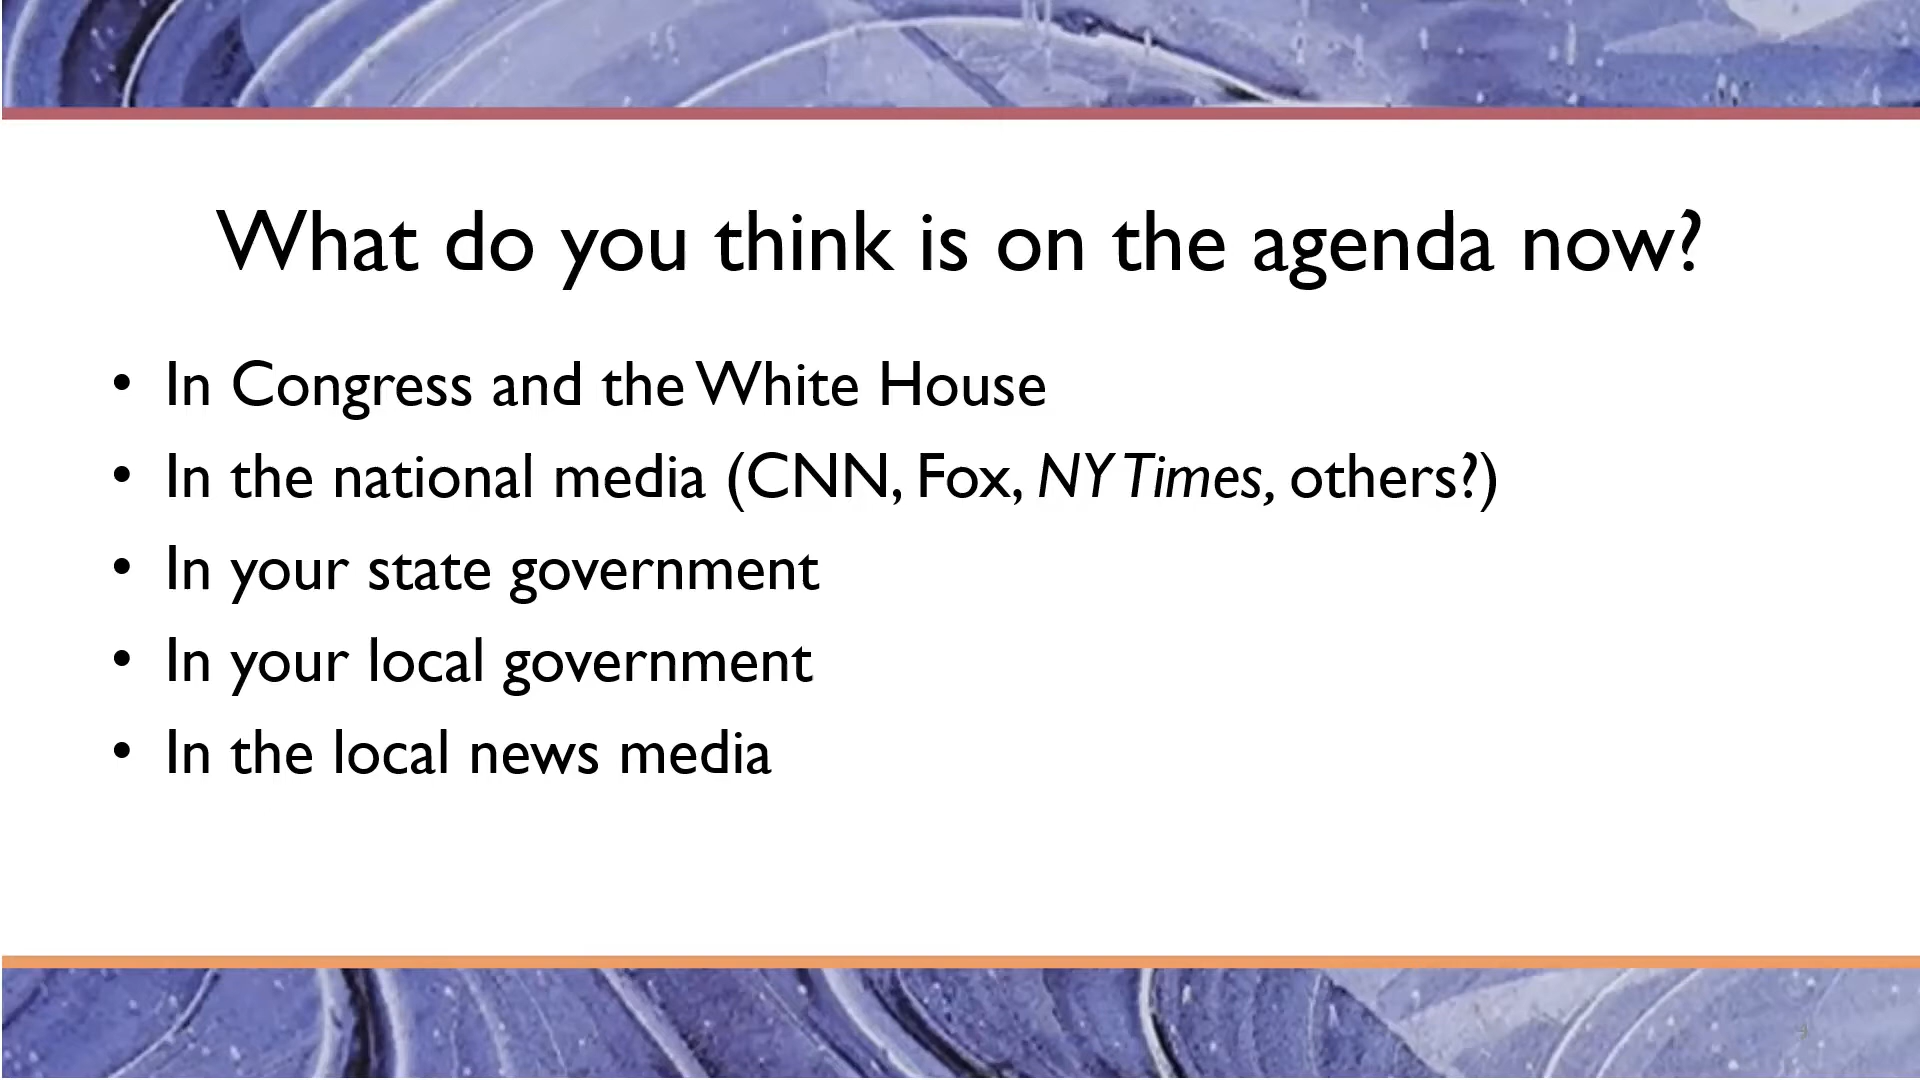 What do you think is on the agenda now?
• In Congress and the White House
• In the national media (CNN, Fox, NY Times, others?)
• In your state government
• In your local government
• In the local news media